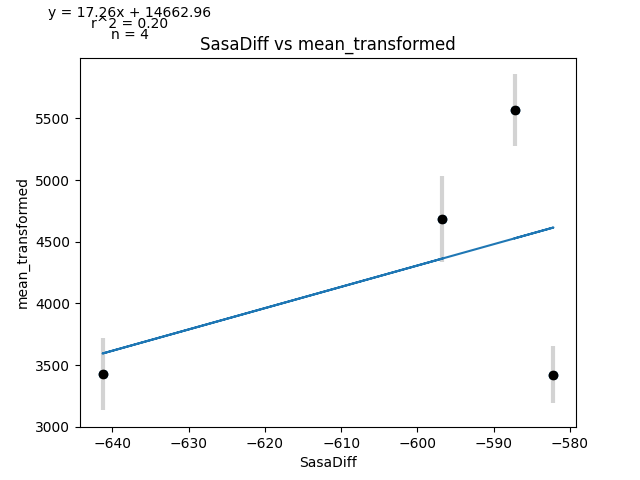 y = 17.26x + 14662.96
r^2 = 0.20
n = 4
SasaDiff vs mean_transformed
mean_transformed
5500
5000
4500
4000
3500
3000
−640
−630
−620
−610
−600
−590
−580
SasaDiff